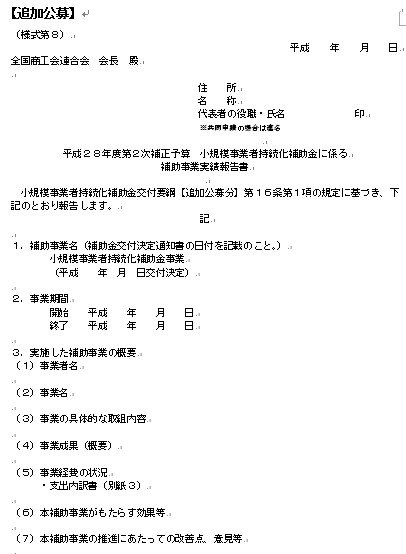 【追加公募】
（様式第８）
平成　　年　　月　　日
全国商工会連合会　会長　殿
住　　所
名　　称
代表者の役職・氏名　　　　　　　印
※共同申請の場合は連名
平成２８年度第２次補正予算　小規模事業者持続化補助金に係る
補助事業実績報告書
小規模事業者持続化補助金交付要綱【追加公募分】第１６条第１項の規定に基づき、下
記のとおり報告します。
記
１．補助事業名（補助金交付決定通知書の日付を記載のこと。）
小規模事業者持続化補助金事業
（平成　　年　月　日交付決定）
２．事業期間
開始　　平成　　年　　月　　日
終了　　平成　　年　　月　　日
３．実施した補助事業の概要
（１）事業者名
（２）事業名
（３）事業の具体的な取組内容
（４）事業成果（概要）
（５）事業経費の状況
・支出内訳書（別紙３）
（６）本補助事業がもたらす効果等
（７）本補助事業の推進にあたっての改善点、意見等